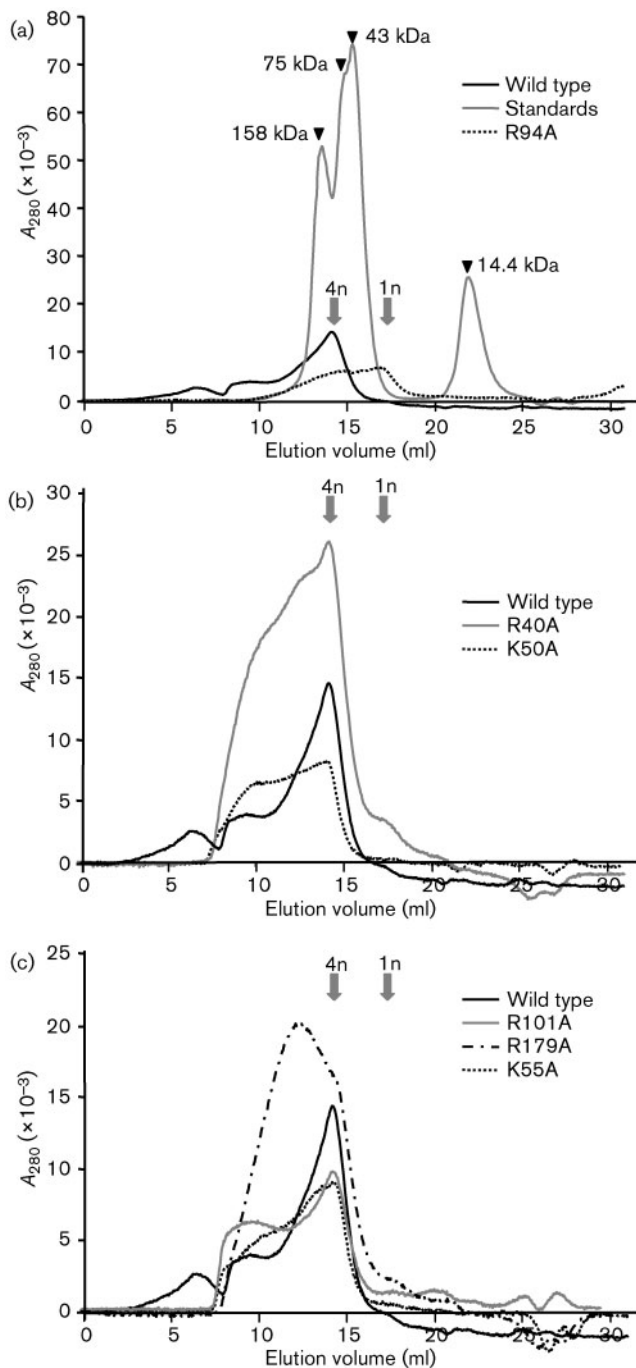 (a)
80
70
60
50
40
30
20
10
0
A280 (×10–3)
158 kDa
75 kDa
43 kDa
14.4 kDa
4n
1n
Wild type
Standards
R94A
0 5 10 15 20 25 30
Elution volume (ml)
(b)
30
25
20
15
10
5
0
A280 (×10–3)
4n
1n
Wild type
R40A
K50A
0 5 10 15 20 25 30
Elution volume (ml)
(c)
25
20
15
10
5
0
A280 (×10–3)
4n
1n
Wild type
R101A
R179A
K55A
0 5 10 15 20 25 30
Elution volume (ml)